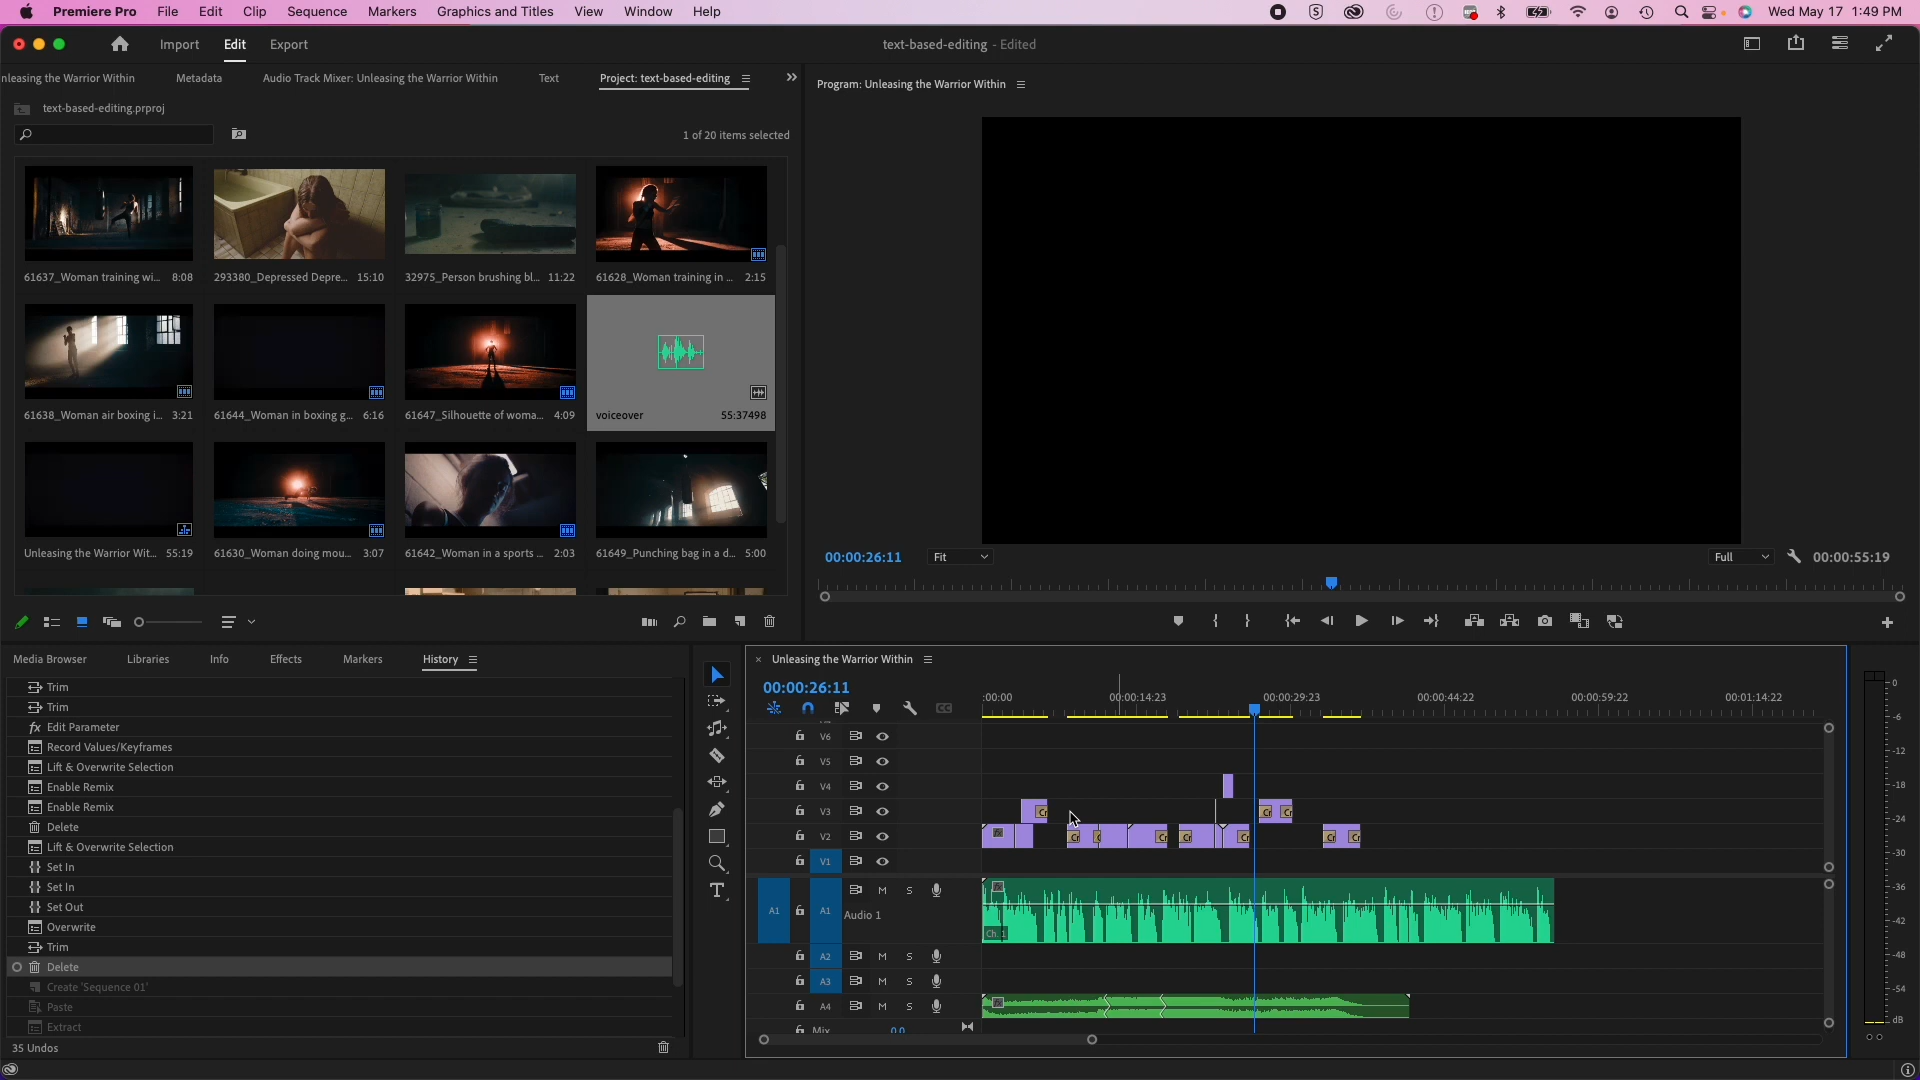 Premiere Pro File Edit Clip Sequence Markers Graphics and Titles View Window Help Wed May 17 1:49 PM
Import Edit Export text-based-editing - Edited
nleasing the Warrior Within Metadata Audio Track Mixer: Unleasing the Warrior Within Text Project: text-based-editing
Program: Unleasing the Warrior Within
text-based-editing.prproj
1 of 20 items selected
61637_Woman training wi... 8:08 293380_Depressed Depre... 15:10 32975_Person brushing bl... 11:22 61628_Woman training in ... 2:15
61638_Woman air boxing i... 3:21 61644_Woman in boxing g... 6:16 61647_Silhouette of woma... 4:09 voiceover 55:37498
Unleasing the Warrior Wit... 55:19 61630_Woman doing mou... 3:07 61642_Woman in a sports ... 2:03 61649_Punching bag in a d... 5:00
00:00:26:11 Fit Full 00:00:55:19
Media Browser Libraries Info Effects Markers History
Trim
Trim
Edit Parameter
Record Values/Keyframes
Lift & Overwrite Selection
Enable Remix
Enable Remix
Delete
Lift & Overwrite Selection
Set In
Set In
Set Out
Overwrite
Trim
Delete
Create 'Sequence 01'
Paste
Extract
35 Undos
Unleasing the Warrior Within
00:00:26:11
:00:00 00:00:14:23 00:00:29:23 00:00:44:22 00:00:59:22 00:01:14:22
V6
V5
V4
V3
V2
V1
A1 A1 M S
Audio 1
Ch. 1
A2 M S
A3 M S
A4 M S
Mix 0.0
0
-6
-12
-18
-24
-30
-36
-42
-48
-54
dB